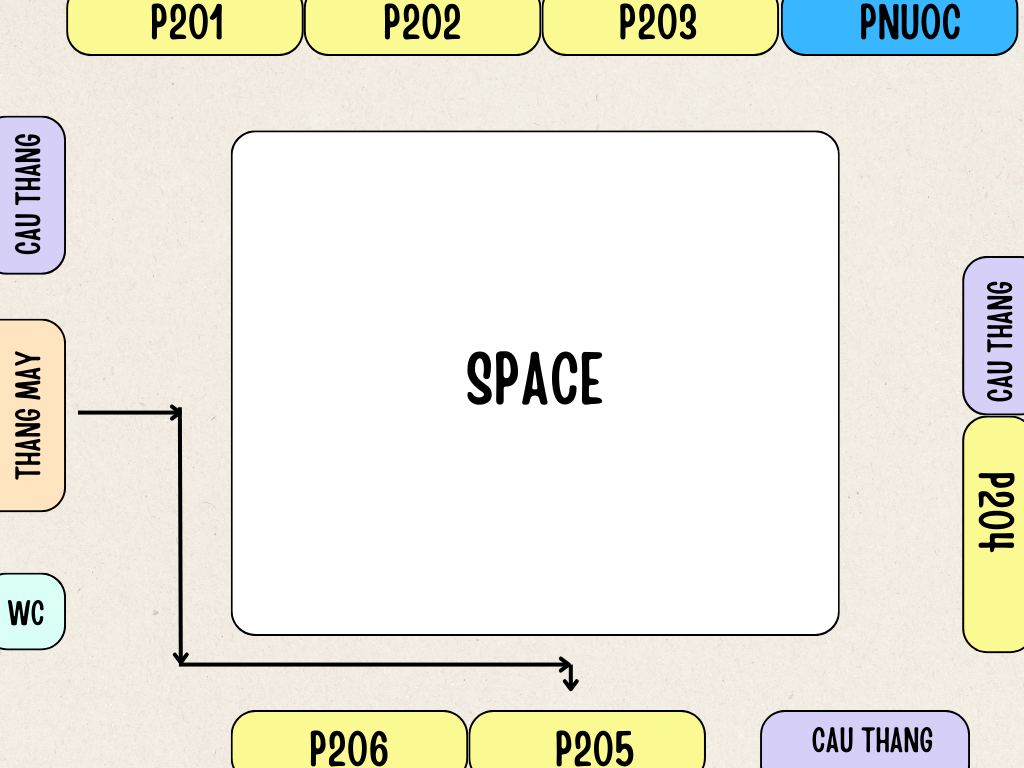 P201
P202
P203
PNUOC
CAU THANG
SPACE
CAU THANG
THANG MAY
P204
WC
P206
P205
CAU THANG